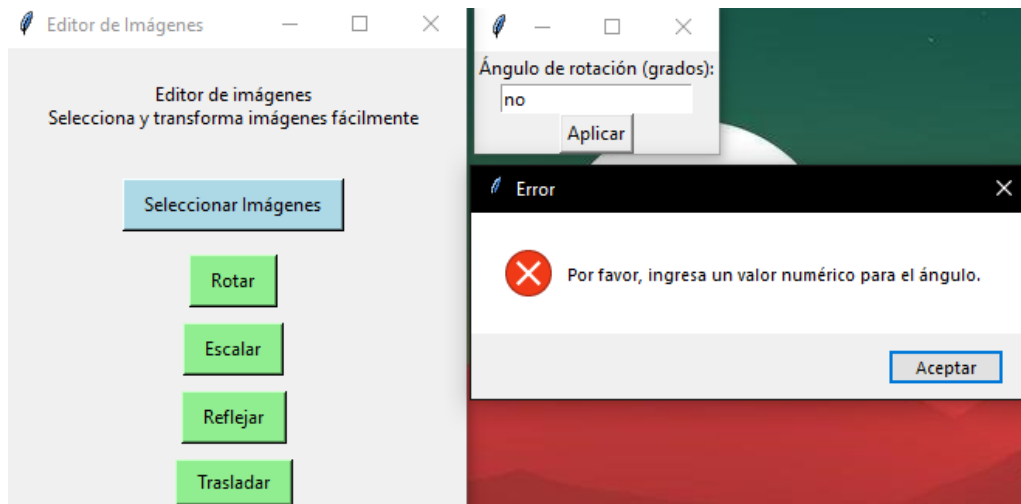 Editor de Imágenes
Editor de imágenes
Selecciona y transforma imágenes fácilmente
Seleccionar Imágenes
Rotar
Escalar
Reflejar
Trasladar
Ángulo de rotación (grados):
no
Aplicar
Error
Por favor, ingresa un valor numérico para el ángulo.
Aceptar